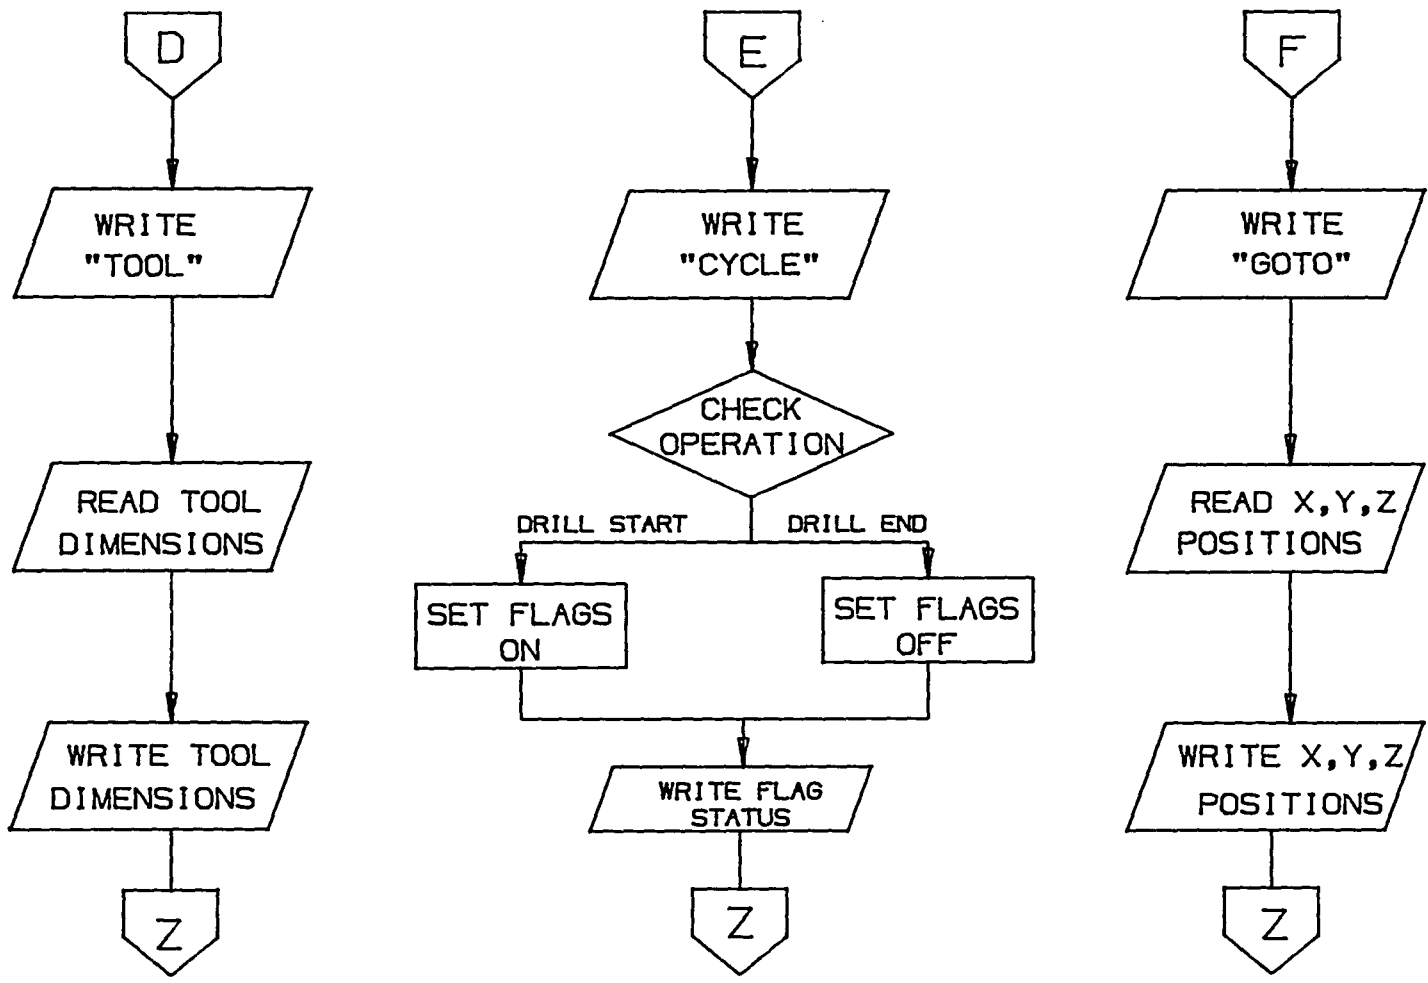 D
WRITE
"TOOL"
READ TOOL
DIMENSIONS
WRITE TOOL
DIMENSIONS
Z
E
WRITE
"CYCLE"
CHECK
OPERATION
DRILL START
DRILL END
SET FLAGS
ON
SET FLAGS
OFF
WRITE FLAG
STATUS
Z
F
WRITE
"GOTO"
READ X,Y,Z
POSITIONS
WRITE X,Y,Z
POSITIONS
Z